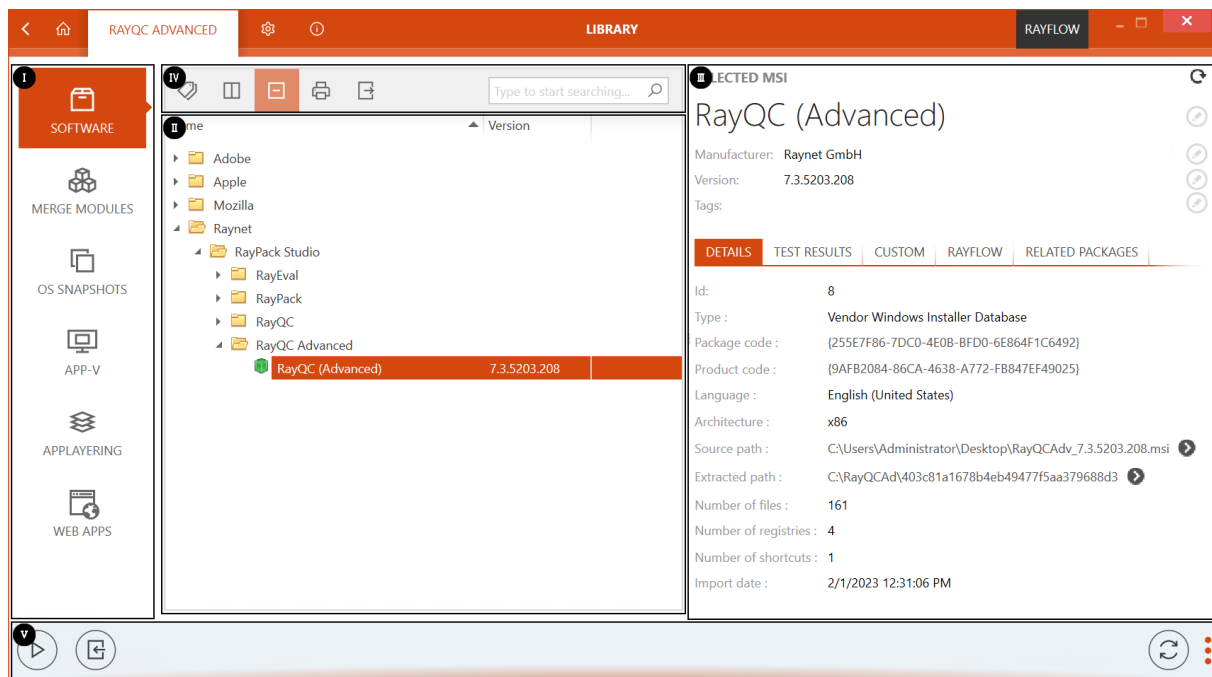 RAYQC ADVANCED
LIBRARY
RAYFLOW
I
SOFTWARE
MERGE MODULES
OS SNAPSHOTS
APP-V
APPLAYERING
WEB APPS
IV
Type to start searching...
II
me Version
Adobe
Apple
Mozilla
Raynet
RayPack Studio
RayEval
RayPack
RayQC
RayQC Advanced
RayQC (Advanced) 7.3.5203.208
III
LECTED MSI
RayQC (Advanced)
Manufacturer: Raynet GmbH
Version: 7.3.5203.208
Tags:
DETAILS TEST RESULTS CUSTOM RAYFLOW RELATED PACKAGES
Id: 8
Type : Vendor Windows Installer Database
Package code : {255E7F86-7DC0-4E0B-BFD0-6E864F1C6492}
Product code : {9AFB2084-86CA-4638-A772-FB847EF49025}
Language : English (United States)
Architecture : x86
Source path : C:\Users\Administrator\Desktop\RayQCAdv_7.3.5203.208.msi
Extracted path : C:\RayQCAd\403c81a1678b4eb49477f5aa379688d3
Number of files : 161
Number of registries : 4
Number of shortcuts : 1
Import date : 2/1/2023 12:31:06 PM
V